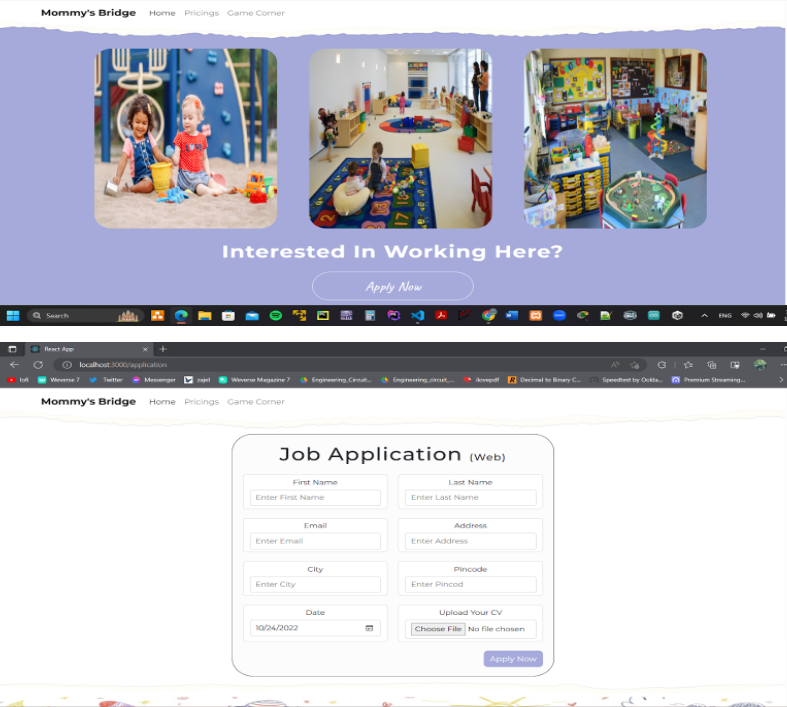 Mommy's Bridge Home Pricings Game Corner
Interested In Working Here?
Apply Now
Search
ENG
React App
localhost:3000/application
lofi Weverse 7 Twitter Messenger zajel Weverse Magazine 7 Engineering_Circuit... Engineering_circuit_... ilovepdf Decimal to Binary C... Speedtest by Ookla... Premium Streaming...
Mommy's Bridge Home Pricings Game Corner
Job Application (Web)
First Name Last Name
Enter First Name Enter Last Name
Email Address
Enter Email Enter Address
City Pincode
Enter City Enter Pincod
Date Upload Your CV
10/24/2022 Choose File No file chosen
Apply Now